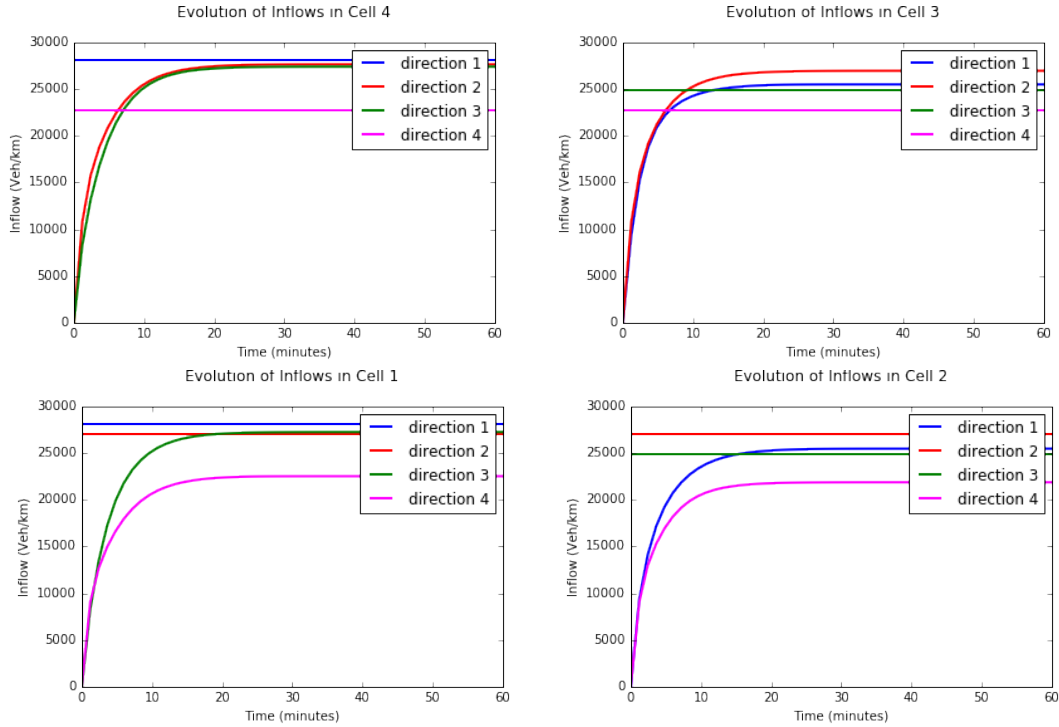 Evolution of Inflows in Cell 4
30000
25000
20000
15000
10000
5000
0
Inflow (Veh/km)
direction 1
direction 2
direction 3
direction 4
0 10 20 30 40 50 60
Time (minutes)
Evolution of Inflows in Cell 3
30000
25000
20000
15000
10000
5000
0
Inflow (Veh/km)
direction 1
direction 2
direction 3
direction 4
0 10 20 30 40 50 60
Time (minutes)
Evolution of Inflows in Cell 1
30000
25000
20000
15000
10000
5000
0
Inflow (Veh/km)
direction 1
direction 2
direction 3
direction 4
0 10 20 30 40 50 60
Time (minutes)
Evolution of Inflows in Cell 2
30000
25000
20000
15000
10000
5000
0
Inflow (Veh/km)
direction 1
direction 2
direction 3
direction 4
0 10 20 30 40 50 60
Time (minutes)